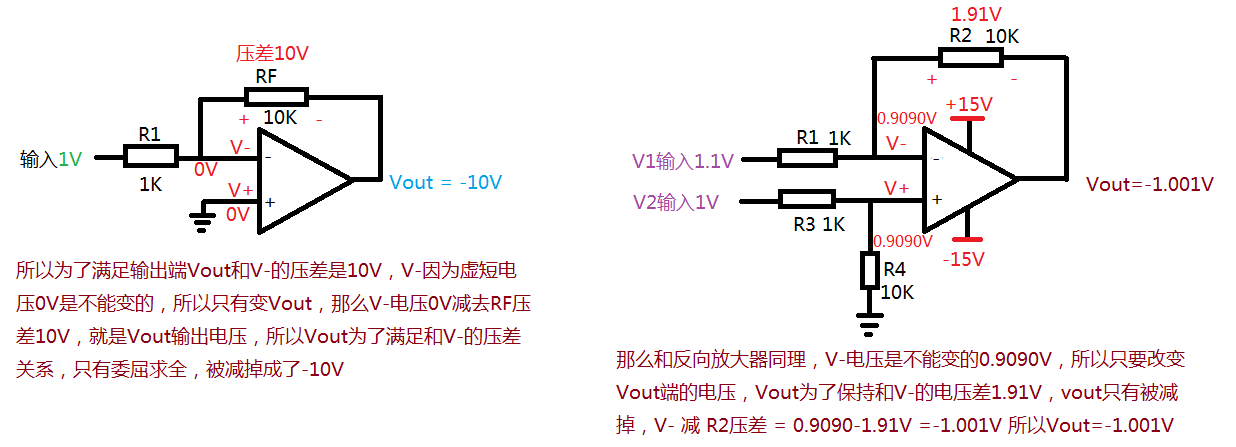 压差10V
RF
10K
+
-
R1
1K
输入1V
V-
0V
-
V+
0V
+
Vout = -10V
所以为了满足输出端Vout和V-的压差是10V，V-因为虚短电
压0V是不能变的，所以只有变Vout，那么V-电压0V减去RF压
差10V，就是Vout输出电压，所以Vout为了满足和V-的压差
关系，只有委屈求全，被减掉成了-10V
1.91V
R2 10K
+
-
0.9090V
+15V
R1 1K
V-
-
V1输入1.1V
V2输入1V
V+
+
R3 1K
0.9090V
-15V
R4
10K
Vout=-1.001V
那么和反向放大器同理，V-电压是不能变的0.9090V，所以只要改变
Vout端的电压，Vout为了保持和V-的电压差1.91V，vout只有被减
掉，V- 减 R2压差 = 0.9090-1.91V =-1.001V 所以Vout=-1.001V